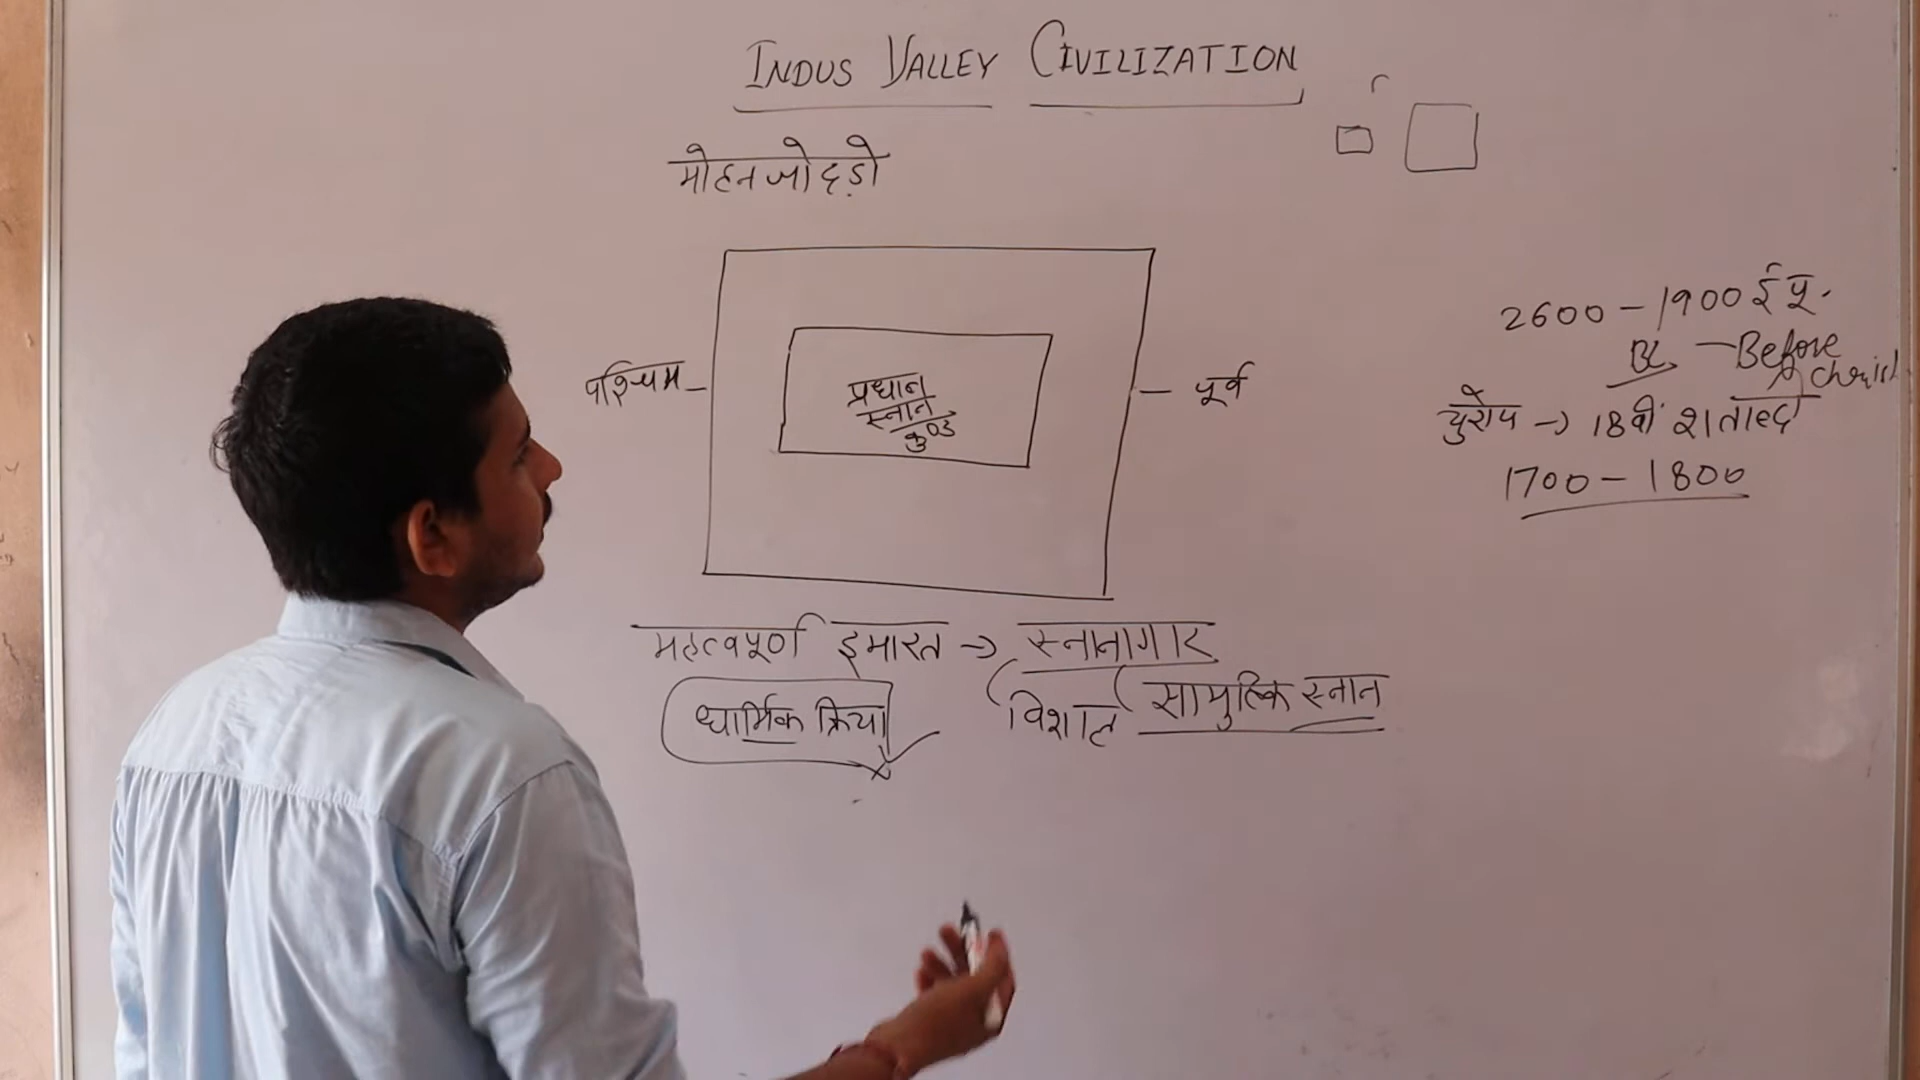 INDUS VALLEY CIVILIZATION
मोहनजोदड़ो
पश्चिम
प्रधान
स्नान
कुण्ड
पूर्व
2600 - 1900 ई पू.
BC - Before
युरोप → 18वी शताब्दी
1700 - 1800
महत्वपूर्ण इमारत → स्नानागार
धार्मिक क्रिया
विशाल सामुहिक स्नान